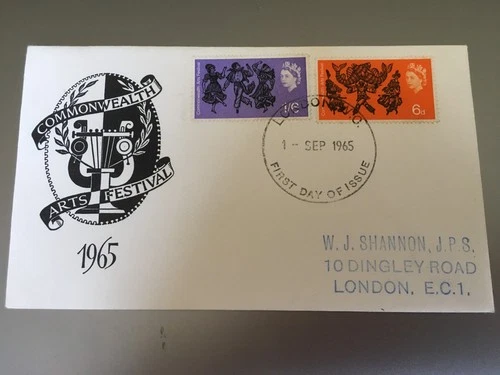 COMMONWEALTH
ARTS FESTIVAL
1965
1/6
6d
LONDON
1 - SEP 1965
FIRST DAY OF ISSUE
W. J. SHANNON, J.P.S.
10 DINGLEY ROAD
LONDON, E.C.1.